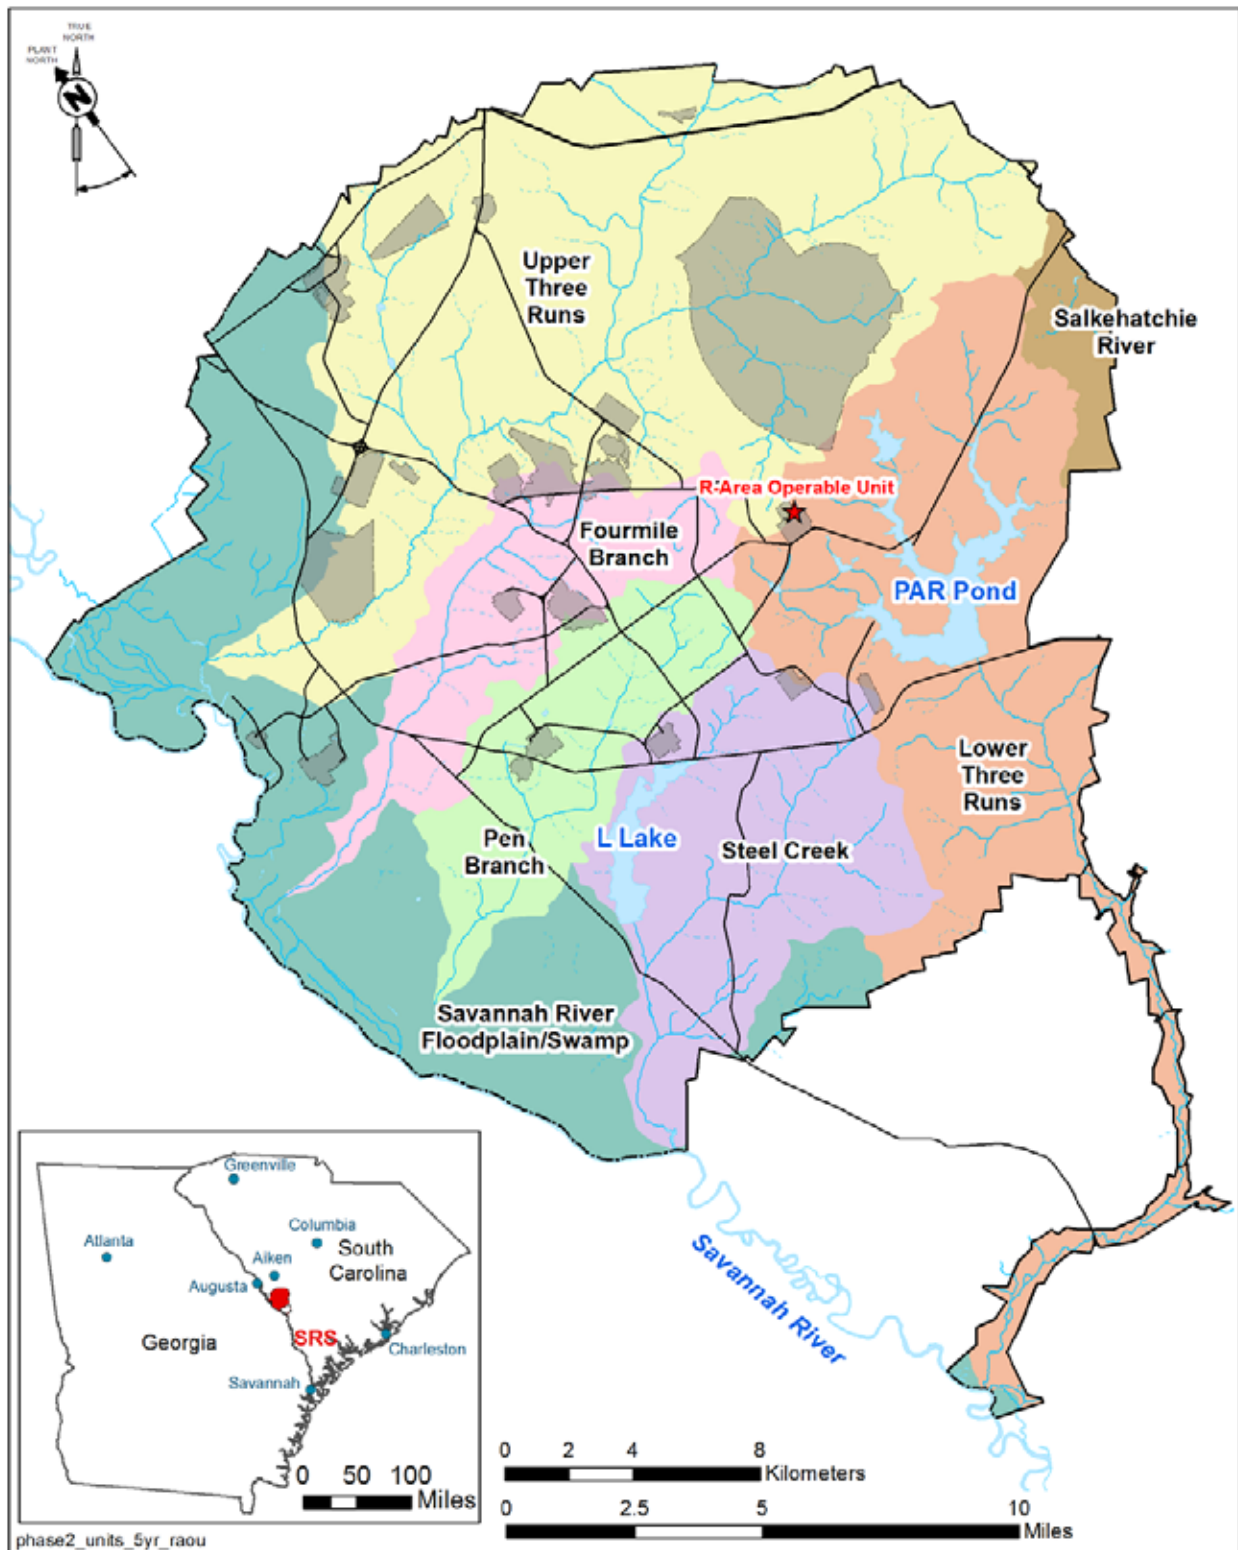 TRUE
NORTH
PLANT
NORTH
N
Upper
Three
Runs
Salkehatchie
River
R-Area Operable Unit
Fourmile
Branch
PAR Pond
Lower
Three
Runs
L Lake
Steel Creek
Pen
Branch
Savannah River
Floodplain/Swamp
Savannah River
Greenville
Columbia
Atlanta
Aiken
South
Carolina
Augusta
Georgia
SRS
Charleston
Savannah
0 50 100
Miles
0 2 4 8
Kilometers
0 2.5 5 10
Miles
phase2_units_5yr_raou